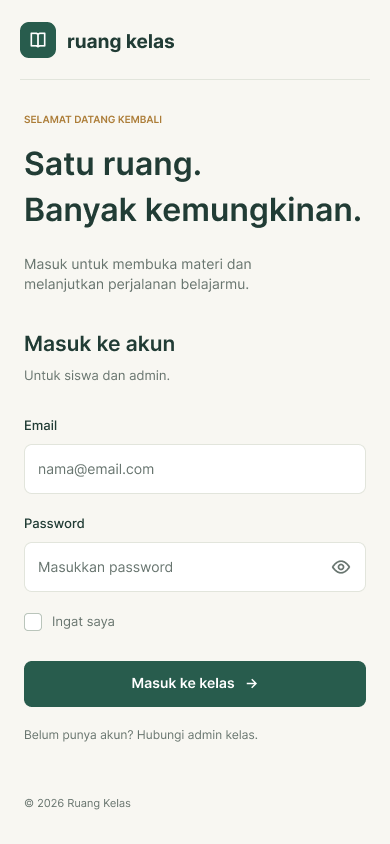 ruang kelas
SELAMAT DATANG KEMBALI
Satu ruang.
Banyak kemungkinan.
Masuk untuk membuka materi dan
melanjutkan perjalanan belajarmu.
Masuk ke akun
Untuk siswa dan admin.
Email
nama@email.com
Password
Masukkan password
Ingat saya
Masuk ke kelas →
Belum punya akun? Hubungi admin kelas.
© 2026 Ruang Kelas